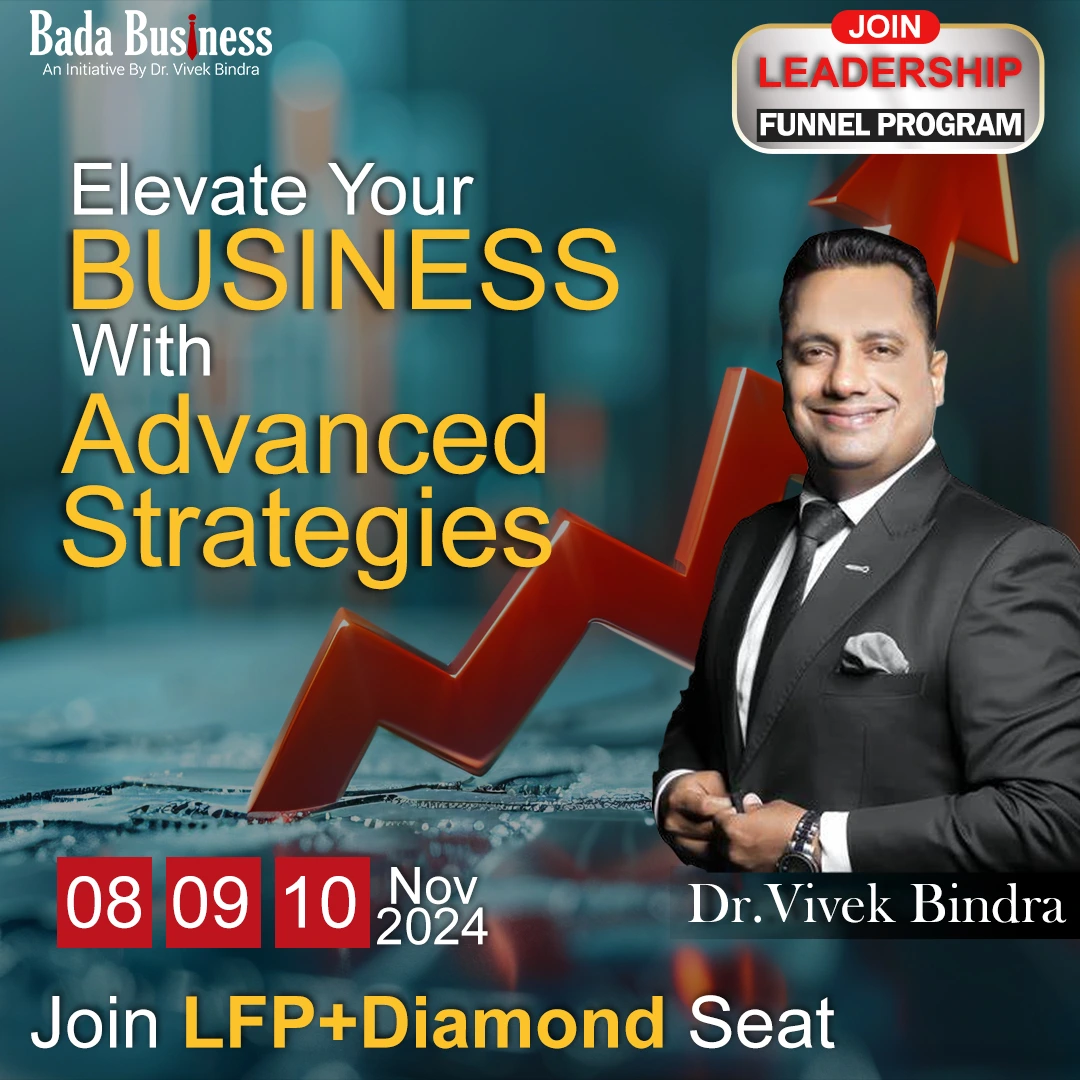 Bada Business
An Initiative By Dr. Vivek Bindra
JOIN
LEADERSHIP
FUNNEL PROGRAM
Elevate Your
BUSINESS
With
Advanced
Strategies
08 09 10 Nov
2024
Dr.Vivek Bindra
Join LFP+Diamond Seat